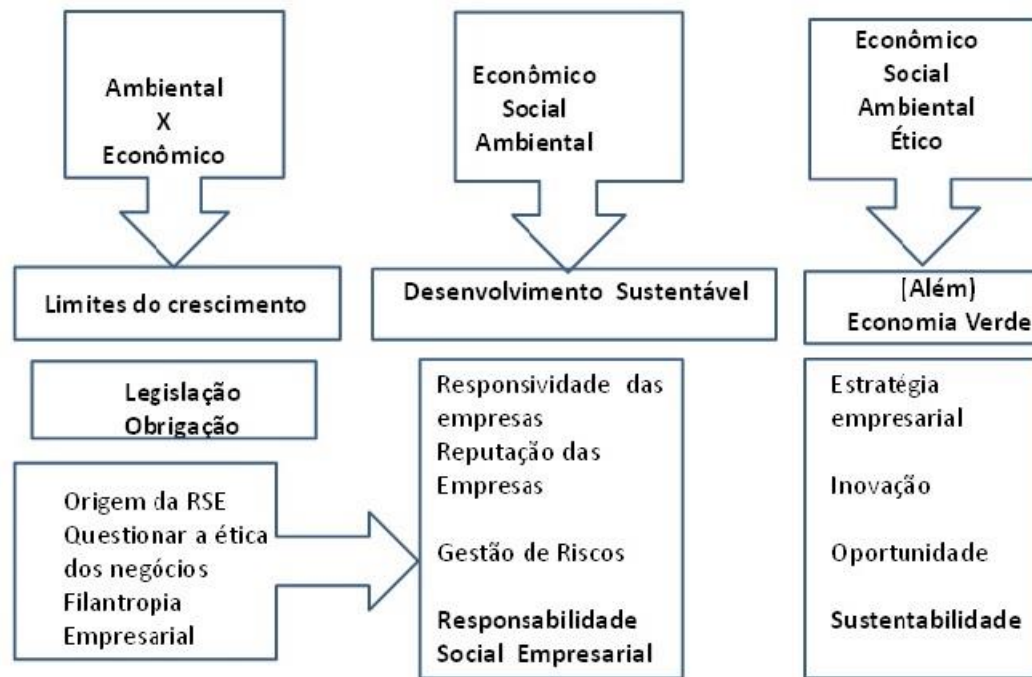 Ambiental
X
Econômico
Limites do crescimento
Legislação
Obrigação
Origem da RSE
Questionar a ética
dos negócios
Filantropia
Empresarial
Econômico
Social
Ambiental
Desenvolvimento Sustentável
Responsividade das
empresas
Reputação das
Empresas
Gestão de Riscos
Responsabilidade
Social Empresarial
Econômico
Social
Ambiental
Ético
(Além)
Economia Verde
Estratégia
empresarial
Inovação
Oportunidade
Sustentabilidade